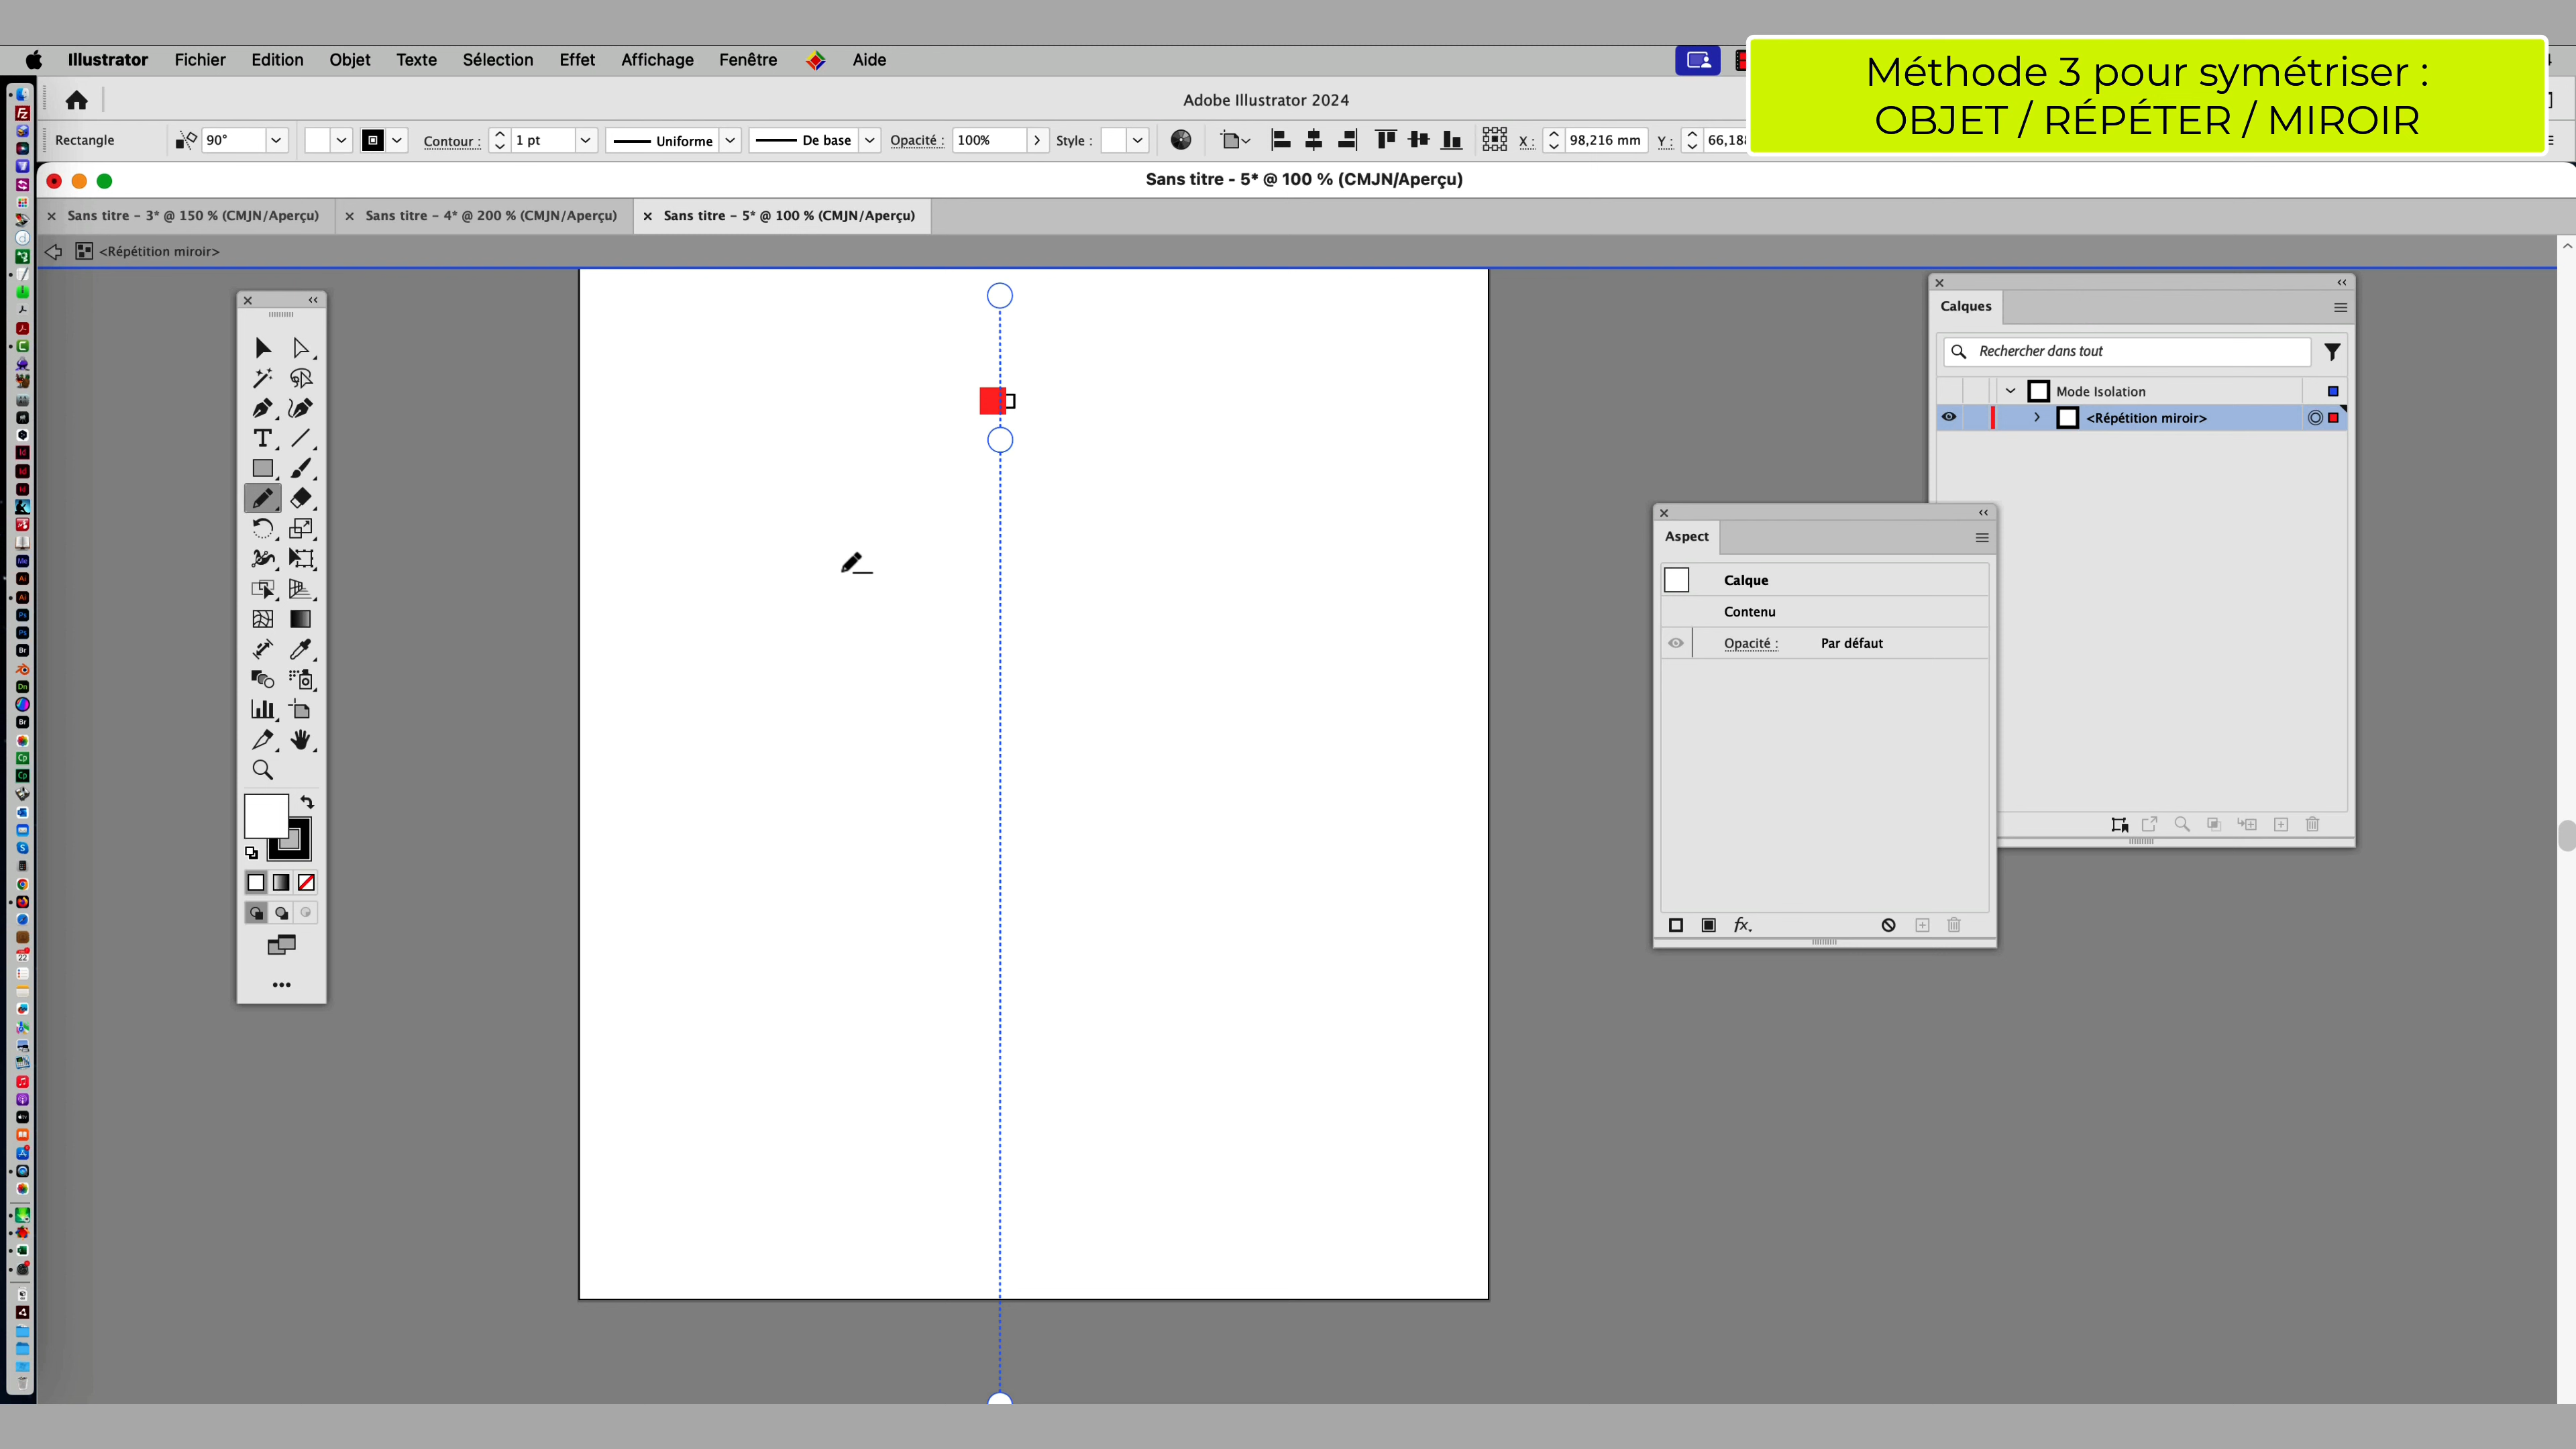 Illustrator Fichier Edition Objet Texte Sélection Effet Affichage Fenêtre Aide
Méthode 3 pour symétriser :
OBJET / RÉPÉTER / MIROIR
Adobe Illustrator 2024
Rectangle 90° Contour : 1 pt Uniforme De base Opacité : 100% Style : X : 98,216 mm Y :
Sans titre - 5* @ 100 % (CMJN/Aperçu)
Sans titre - 3* @ 150 % (CMJN/Aperçu) Sans titre - 4* @ 200 % (CMJN/Aperçu) Sans titre - 5* @ 100 % (CMJN/Aperçu)
<Répétition miroir>
Calques
Rechercher dans tout
Mode Isolation
<Répétition miroir>
Aspect
Calque
Contenu
Opacité : Par défaut
fx.